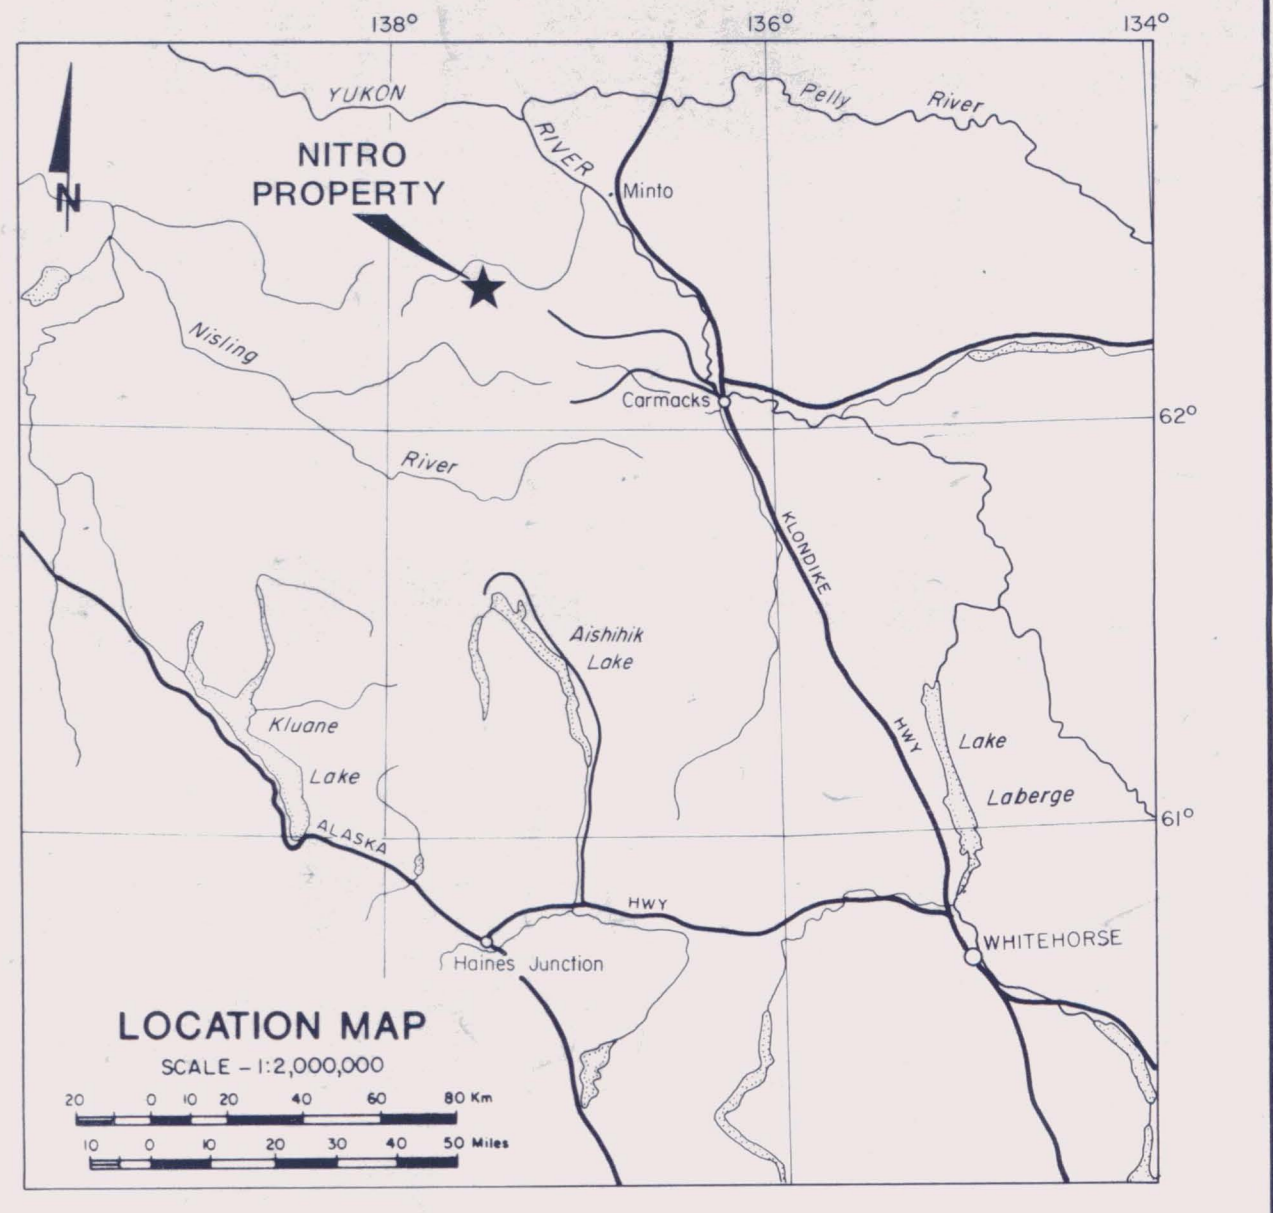 138°
136°
134°
YUKON
Pelly
River
RIVER
NITRO
PROPERTY
Minto
N
Nisling
Carmacks
62°
River
KLONDIKE
Aishihik
Lake
Kluane
HWY
Lake
Lake
Laberge
61°
ALASKA
HWY
WHITEHORSE
Haines Junction
LOCATION MAP
SCALE - 1:2,000,000
20 0 10 20 40 60 80 Km
10 0 10 20 30 40 50 Miles